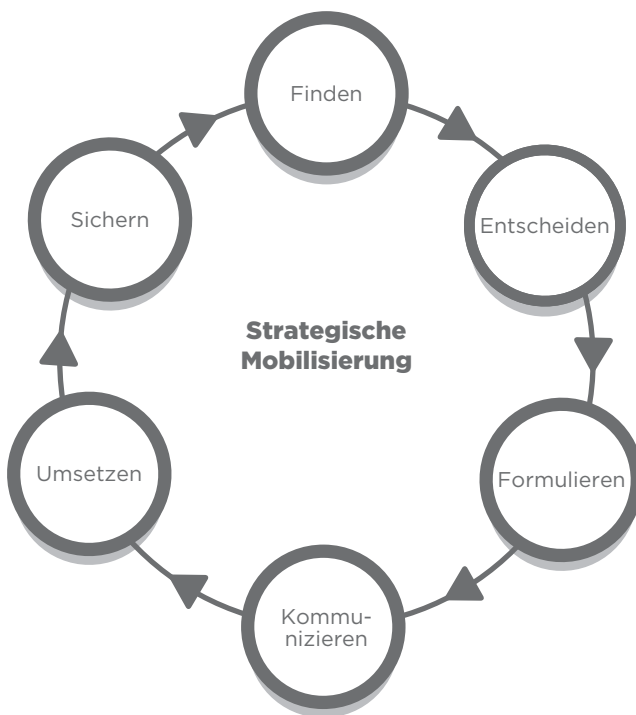 Finden
Entscheiden
Formulieren
Kommu-
nizieren
Umsetzen
Sichern
Strategische
Mobilisierung